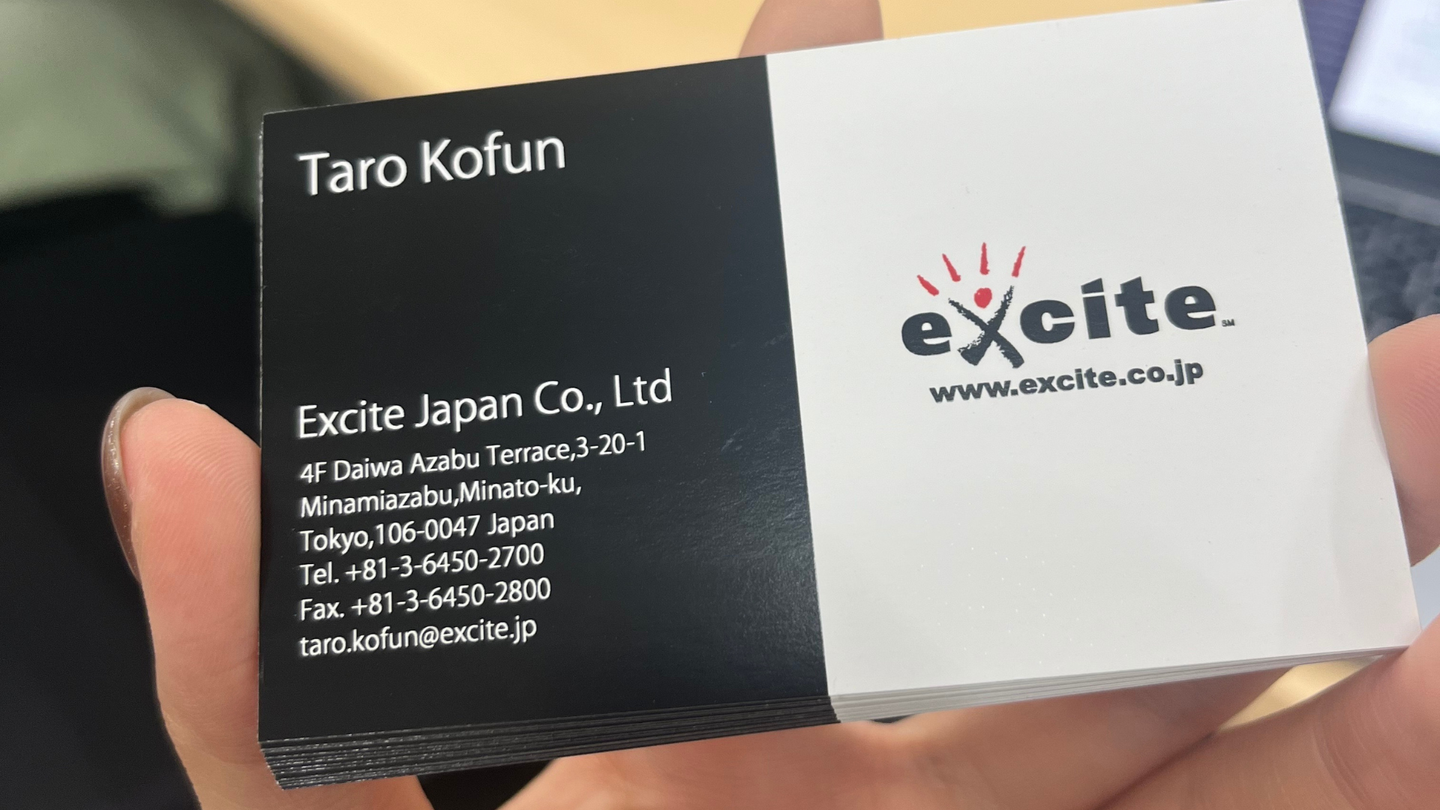 Taro Kofun
Excite Japan Co., Ltd
4F Daiwa Azabu Terrace,3-20-1
Minamiazabu,Minato-ku,
Tokyo,106-0047 Japan
Tel. +81-3-6450-2700
Fax. +81-3-6450-2800
taro.kofun@excite.jp
excite SM
www.excite.co.jp